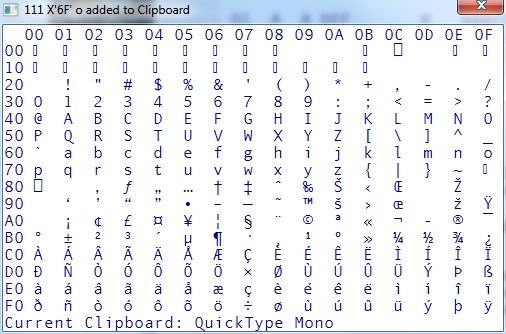 111 X'6F' o added to Clipboard
00 01 02 03 04 05 06 07 08 09 0A 0B 0C 0D 0E 0F
00
10
20 ! " # $ % & ' ( ) * + , - . /
30 0 1 2 3 4 5 6 7 8 9 : ; < = > ?
40 @ A B C D E F G H I J K L M N O
50 P Q R S T U V W X Y Z [ \ ] ^ _
60 ` a b c d e f g h i j k l m n o
70 p q r s t u v w x y z { | } ~
80 ‚ ƒ „ … † ‡ ˆ ‰ Š ‹ Œ Ž
90 ‘ ’ “ ” • – — ˜ ™ š › œ ž Ÿ
A0 ¡ ¢ £ ¤ ¥ ¦ § ¨ © ª « ¬ - ® ¯
B0 ° ± ² ³ ´ µ ¶ · ¸ ¹ º » ¼ ½ ¾ ¿
C0 À Á Â Ã Ä Å Æ Ç È É Ê Ë Ì Í Î Ï
D0 Ð Ñ Ò Ó Ô Õ Ö × Ø Ù Ú Û Ü Ý Þ ß
E0 à á â ã ä å æ ç è é ê ë ì í î ï
F0 ð ñ ò ó ô õ ö ÷ ø ù ú û ü ý þ ÿ
Current Clipboard: QuickType Mono